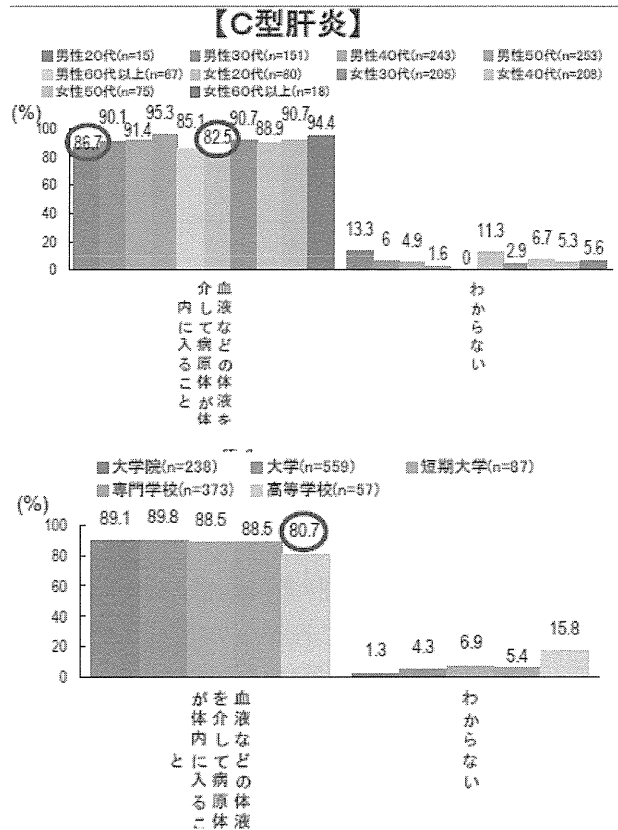 【C型肝炎】
男性20代(n=15) 男性30代(n=151) 男性40代(n=243) 男性50代(n=253)
男性60代以上(n=67) 女性20代(n=80) 女性30代(n=205) 女性40代(n=208)
女性50代(n=75) 女性60代以上(n=18)
(%)
100
80
60
40
20
0
86.7 90.1 91.4 95.3 85.1 82.5 90.7 88.9 90.7 94.4
13.3 6 4.9 1.6 0 11.3 2.9 6.7 5.3 5.6
血液などの体液を
介して病原体が体
内に入ること
わからない
大学院(n=238) 大学(n=559) 短期大学(n=87)
専門学校(n=373) 高等学校(n=57)
(%)
100
80
60
40
20
0
89.1 89.8 88.5 88.5 80.7
1.3 4.3 6.9 5.4 15.8
血液などの体液
を介して病原体
が体内に入るこ
と
わからない